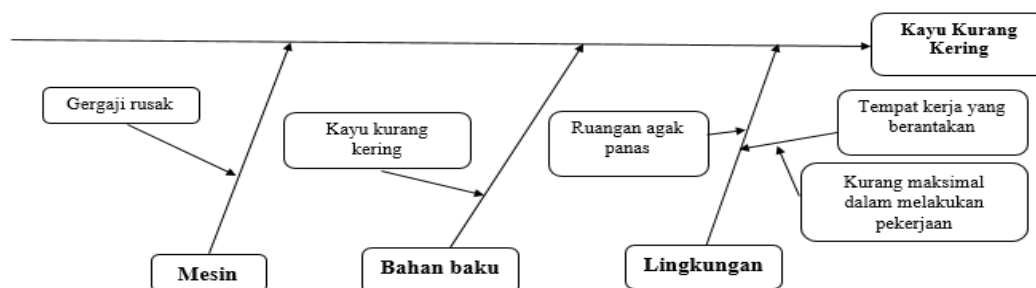 Kayu Kurang
Kering
Gergaji rusak
Kayu kurang
kering
Ruangan agak
panas
Tempat kerja yang
berantakan
Kurang maksimal
dalam melakukan
pekerjaan
Mesin
Bahan baku
Lingkungan